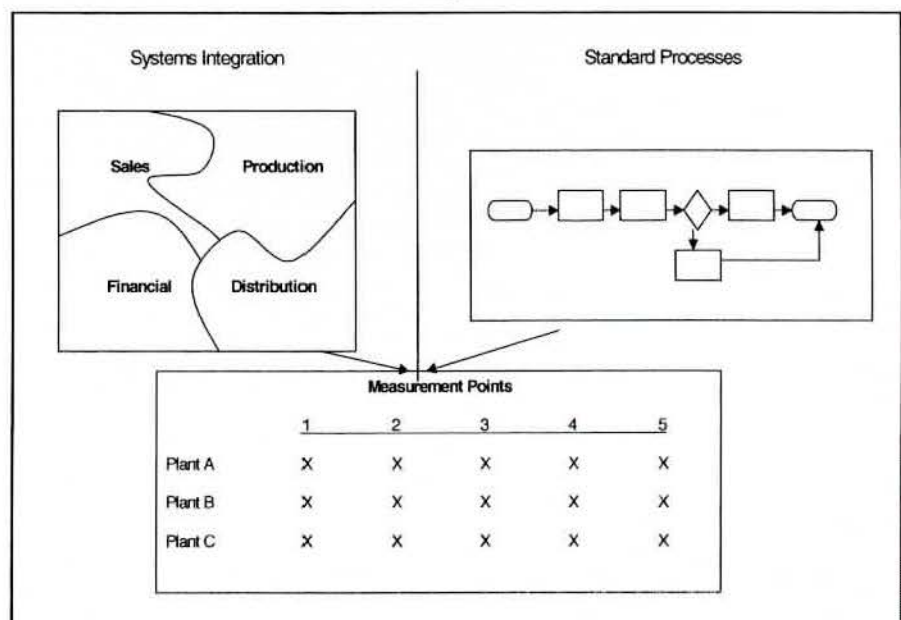 Systems Integration
Standard Processes
Sales
Production
Financial
Distribution
Measurement Points
1 2 3 4 5
Plant A X X X X X
Plant B X X X X X
Plant C X X X X X